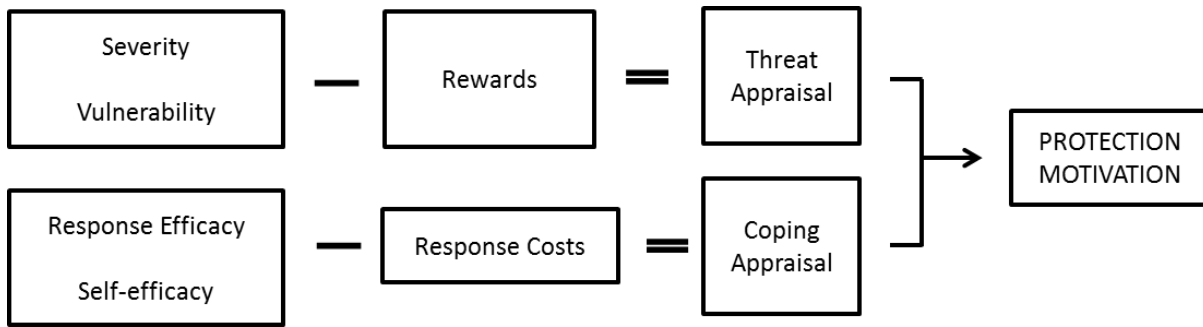 Severity
Vulnerability
Rewards
Threat
Appraisal
Response Efficacy
Self-efficacy
Response Costs
Coping
Appraisal
PROTECTION
MOTIVATION